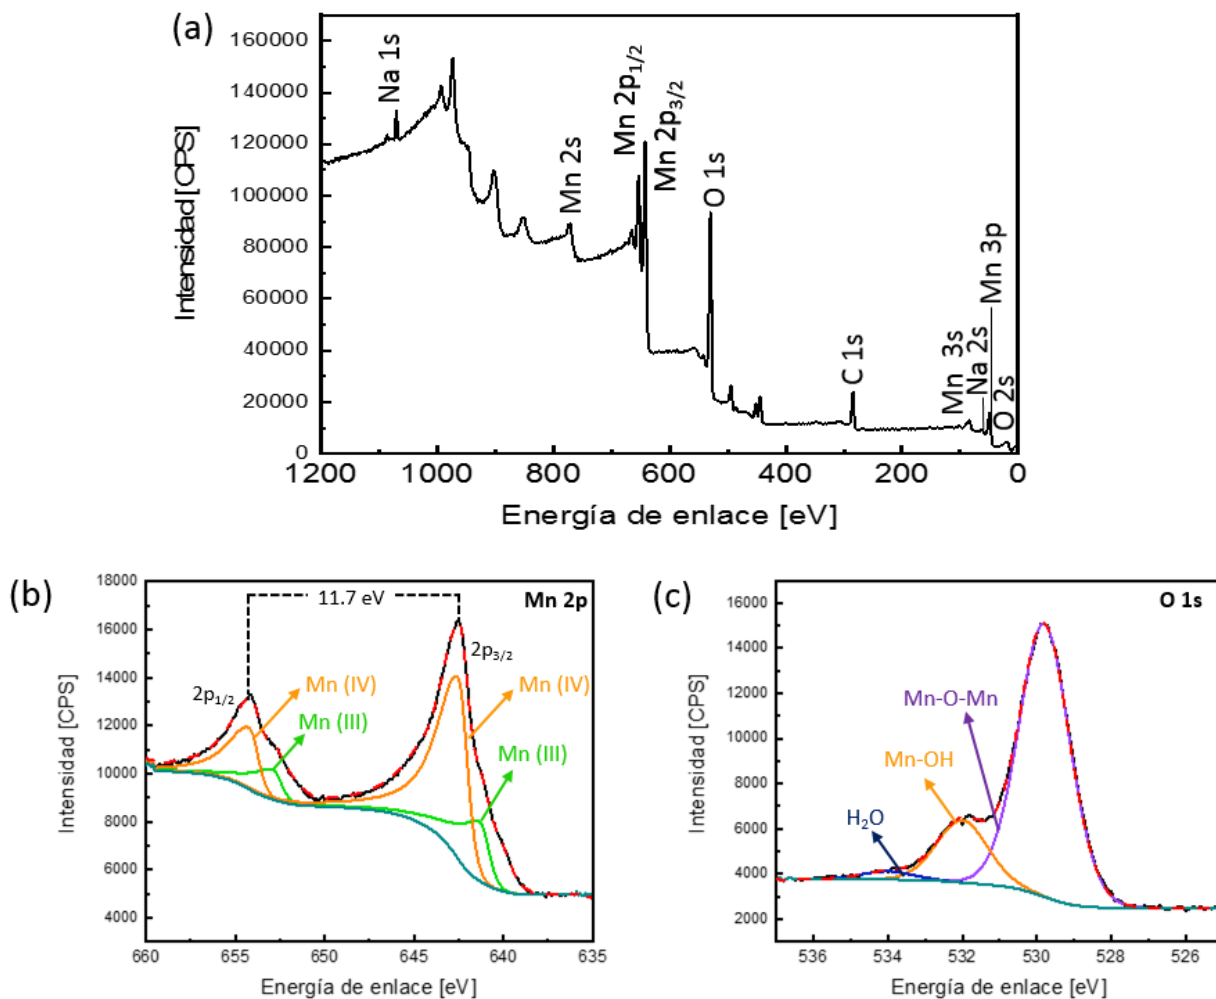 (a)
Intensidad [CPS]
160000
140000
120000
100000
80000
60000
40000
20000
0
Na 1s
Mn 2s
Mn 2p1/2
Mn 2p3/2
O 1s
C 1s
Mn 3s
Na 2s
Mn 3p
O 2s
1200 1000 800 600 400 200 0
Energía de enlace [eV]
(b)
Intensidad [CPS]
18000
16000
14000
12000
10000
8000
6000
4000
11.7 eV
Mn 2p
2p3/2
2p1/2
Mn (IV)
Mn (III)
Mn (IV)
Mn (III)
660 655 650 645 640 635
Energía de enlace [eV]
(c)
Intensidad [CPS]
16000
14000
12000
10000
8000
6000
4000
2000
O 1s
Mn-O-Mn
Mn-OH
H2O
536 534 532 530 528 526
Energía de enlace [eV]